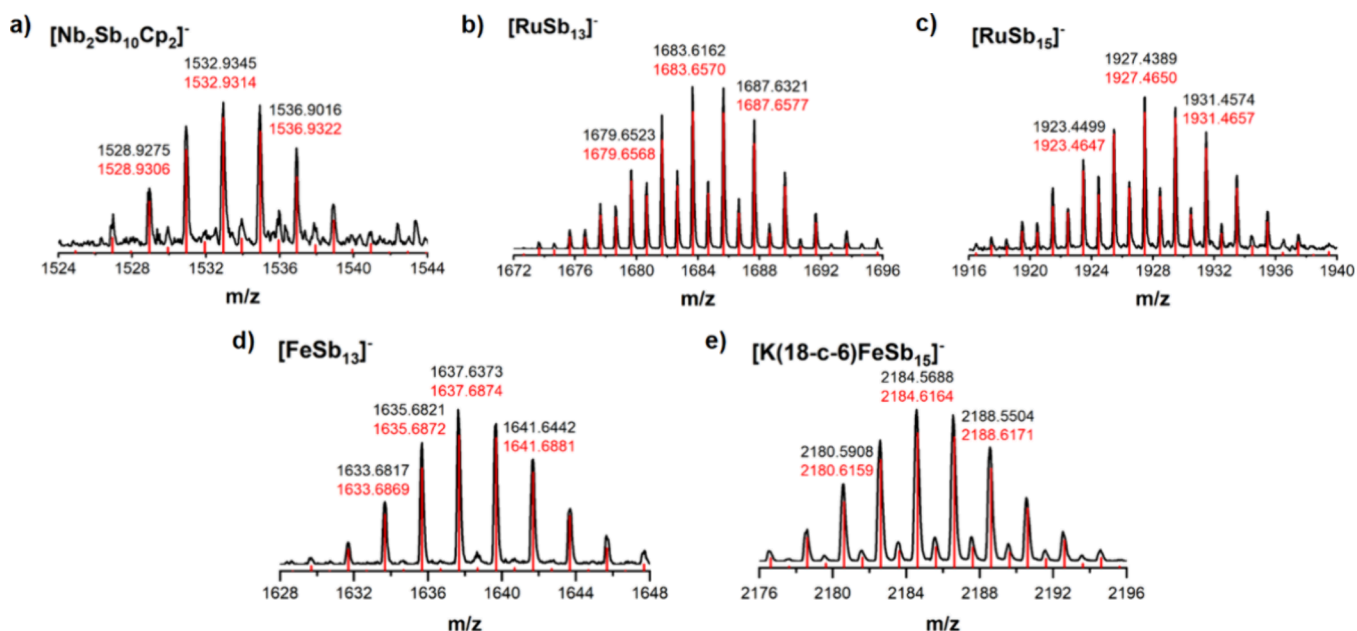 a)
[Nb₂Sb₁₀Cp₂]⁻
1532.9345
1532.9314
1536.9016
1536.9322
1528.9275
1528.9306
1524 1528 1532 1536 1540 1544
m/z
b)
[RuSb₁₃]⁻
1683.6162
1683.6570
1687.6321
1687.6577
1679.6523
1679.6568
1672 1676 1680 1684 1688 1692 1696
m/z
c)
[RuSb₁₅]⁻
1927.4389
1927.4650
1931.4574
1931.4657
1923.4499
1923.4647
1916 1920 1924 1928 1932 1936 1940
m/z
d)
[FeSb₁₃]⁻
1637.6373
1637.6874
1635.6821
1635.6872
1641.6442
1641.6881
1633.6817
1633.6869
1628 1632 1636 1640 1644 1648
m/z
e)
[K(18-c-6)FeSb₁₅]⁻
2184.5688
2184.6164
2188.5504
2188.6171
2180.5908
2180.6159
2176 2180 2184 2188 2192 2196
m/z